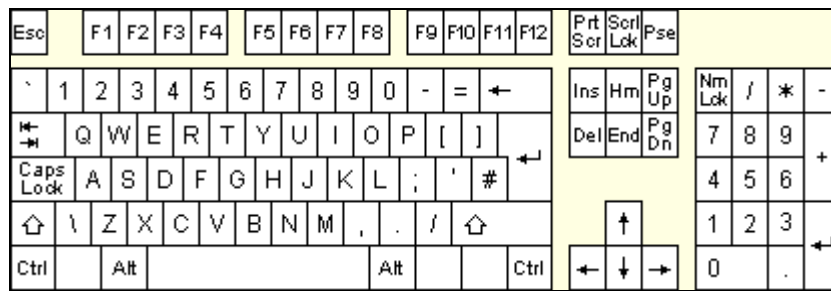 Esc F1 F2 F3 F4 F5 F6 F7 F8 F9 F10 F11 F12 Prt Scr Scrl Lck Pse
` 1 2 3 4 5 6 7 8 9 0 - = ← Ins Hm Pg Up Nm Lck / * -
Q W E R T Y U I O P [ ] Del End Pg Dn 7 8 9 +
Caps Lock A S D F G H J K L ; ' # 4 5 6
\ Z X C V B N M , . / ↑ 1 2 3
Ctrl Alt Alt Ctrl ← ↓ → 0 .